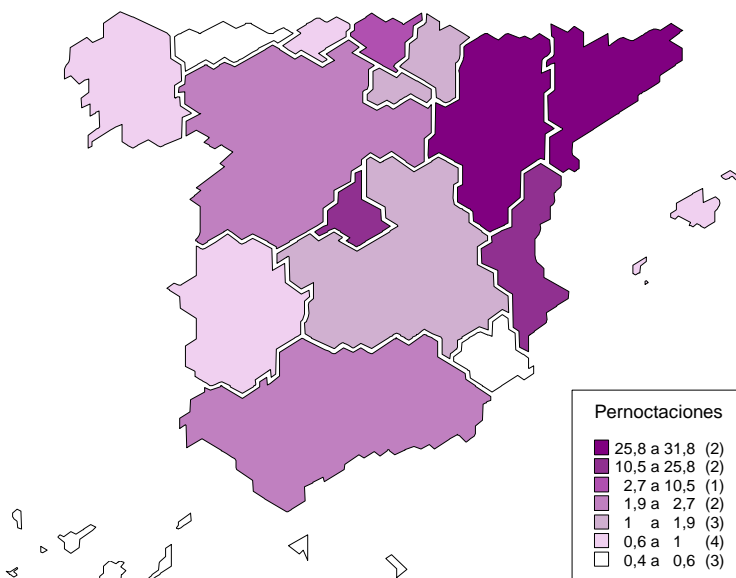 Pernoctaciones
25,8 a 31,8 (2)
10,5 a 25,8 (2)
2,7 a 10,5 (1)
1,9 a 2,7 (2)
1 a 1,9 (3)
0,6 a 1 (4)
0,4 a 0,6 (3)